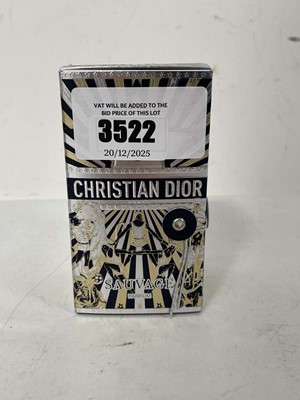 VAT WILL BE ADDED TO THE
BID PRICE OF THIS LOT
3522
20/12/2025
CHRISTIAN DIOR
SAUVAGE